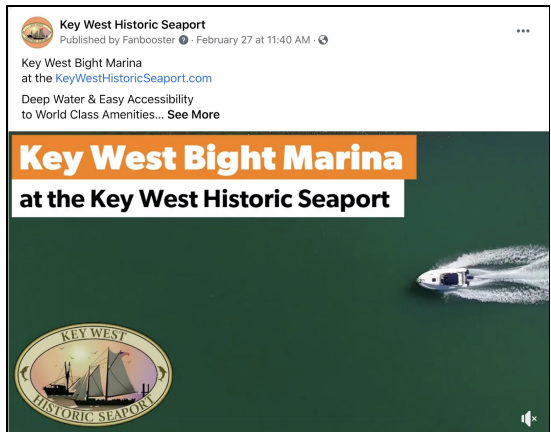 Key West Historic Seaport
Published by Fanbooster · February 27 at 11:40 AM ·
Key West Bight Marina
at the KeyWestHistoricSeaport.com
Deep Water & Easy Accessibility
to World Class Amenities... See More
Key West Bight Marina
at the Key West Historic Seaport
KEY WEST
HISTORIC SEAPORT